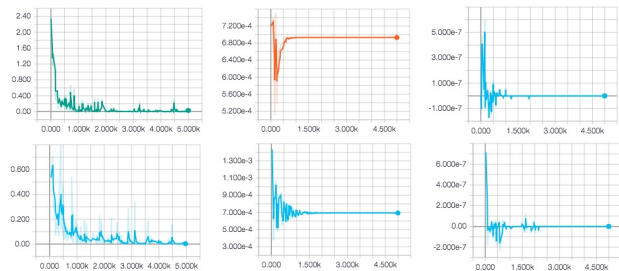 2.40
2.00
1.60
1.20
0.800
0.400
0.00
0.000 1.000k 2.000k 3.000k 4.000k 5.000k
7.200e-4
6.800e-4
6.400e-4
6.000e-4
5.600e-4
5.200e-4
0.000 1.500k 3.000k 4.500k
5.000e-7
3.000e-7
1.000e-7
-1.000e-7
0.000 1.500k 3.000k 4.500k
0.600
0.400
0.200
0.00
0.000 1.000k 2.000k 3.000k 4.000k 5.000k
1.300e-3
1.100e-3
9.000e-4
7.000e-4
5.000e-4
3.000e-4
0.000 1.500k 3.000k 4.500k
6.000e-7
4.000e-7
2.000e-7
0.00
-2.000e-7
0.000 1.500k 3.000k 4.500k